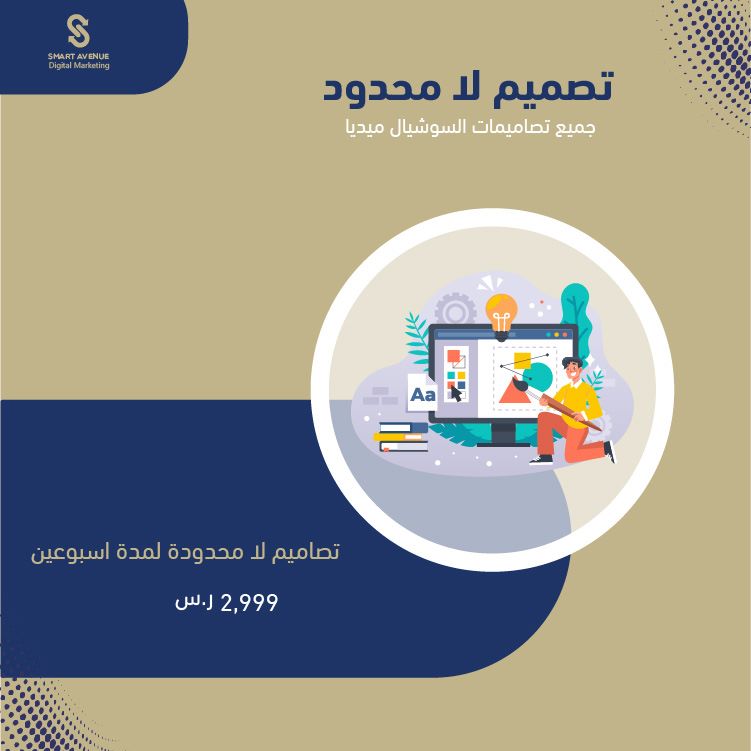 SMART AVENUE
Digital Marketing
تصميم لا محدود
جميع تصاميمات السوشيال ميديا
Aa
تصاميم لا محدودة لمدة اسبوعين
2,999 ر.س